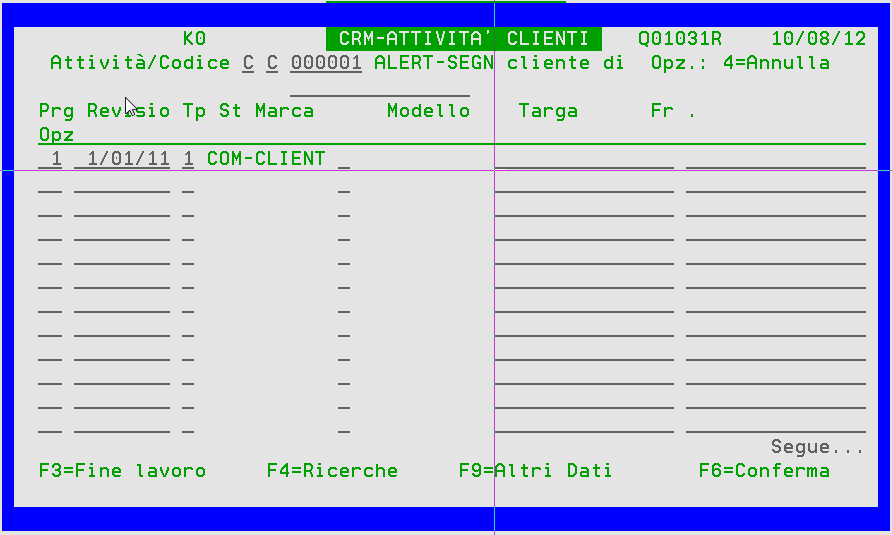 K0 CRM-ATTIVITA' CLIENTI Q01031R 10/08/12
Attività/Codice C C 000001 ALERT-SEGN cliente di Opz.: 4=Annulla
Prg Revisio Tp St Marca Modello Targa Fr .
Opz
1 1/01/11 1 COM-CLIENT
Segue...
F3=Fine lavoro F4=Ricerche F9=Altri Dati F6=Conferma